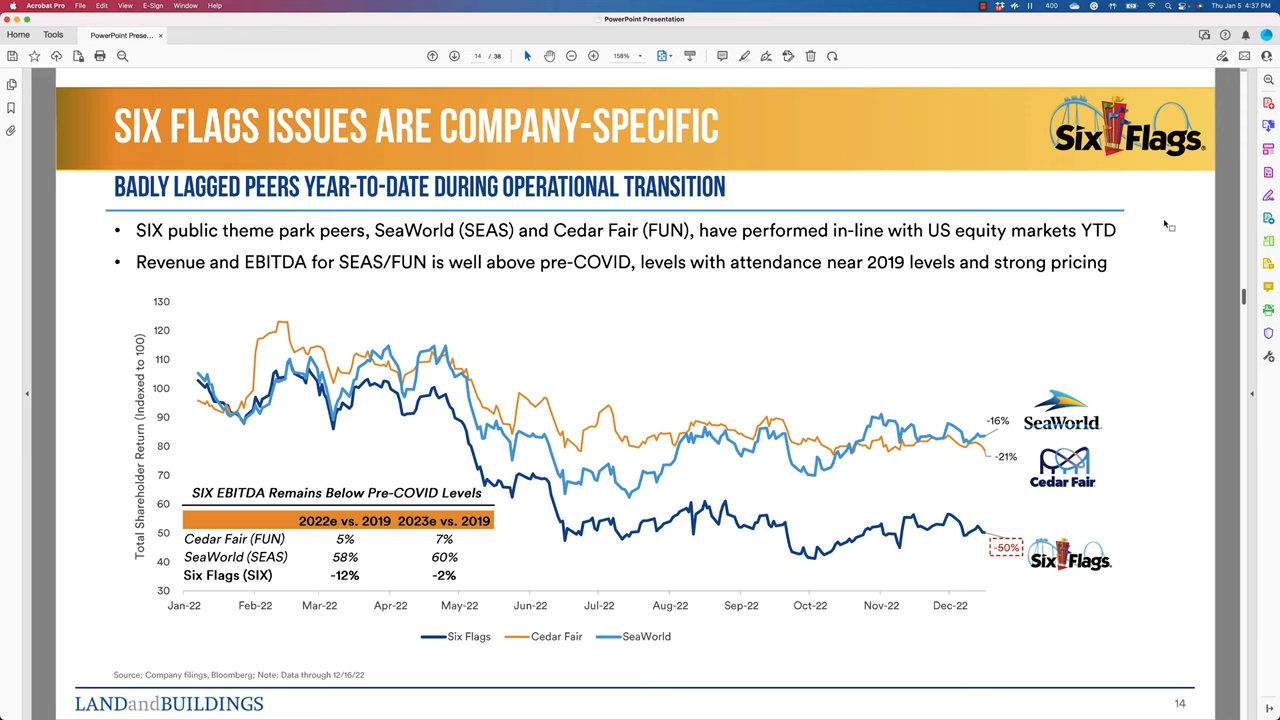 Acrobat Pro File Edit View E-Sign Window Help
400
Thu Jan 5 4:37 PM
PowerPoint Presentation
Home Tools PowerPoint Prese... ×
14 / 38
158%
SIX FLAGS ISSUES ARE COMPANY-SPECIFIC
Six Flags
BADLY LAGGED PEERS YEAR-TO-DATE DURING OPERATIONAL TRANSITION
• SIX public theme park peers, SeaWorld (SEAS) and Cedar Fair (FUN), have performed in-line with US equity markets YTD
• Revenue and EBITDA for SEAS/FUN is well above pre-COVID, levels with attendance near 2019 levels and strong pricing
Total Shareholder Return (Indexed to 100)
130
120
110
100
90
80
70
60
50
40
30
-16%
SeaWorld
-21%
Cedar Fair
-50%
Six Flags
SIX EBITDA Remains Below Pre-COVID Levels
2022e vs. 2019 2023e vs. 2019
Cedar Fair (FUN) 5% 7%
SeaWorld (SEAS) 58% 60%
Six Flags (SIX) -12% -2%
Jan-22 Feb-22 Mar-22 Apr-22 May-22 Jun-22 Jul-22 Aug-22 Sep-22 Oct-22 Nov-22 Dec-22
Six Flags Cedar Fair SeaWorld
Source: Company filings, Bloomberg; Note: Data through 12/16/22
LANDandBUILDINGS
14